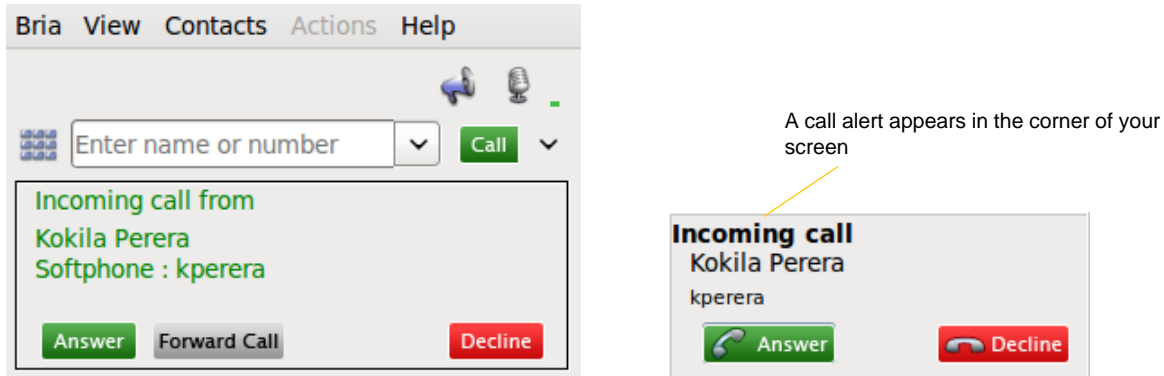 Bria View Contacts Actions Help
Enter name or number
Call
Incoming call from
Kokila Perera
Softphone : kperera
Answer Forward Call Decline
A call alert appears in the corner of your
screen
Incoming call
Kokila Perera
kperera
Answer Decline